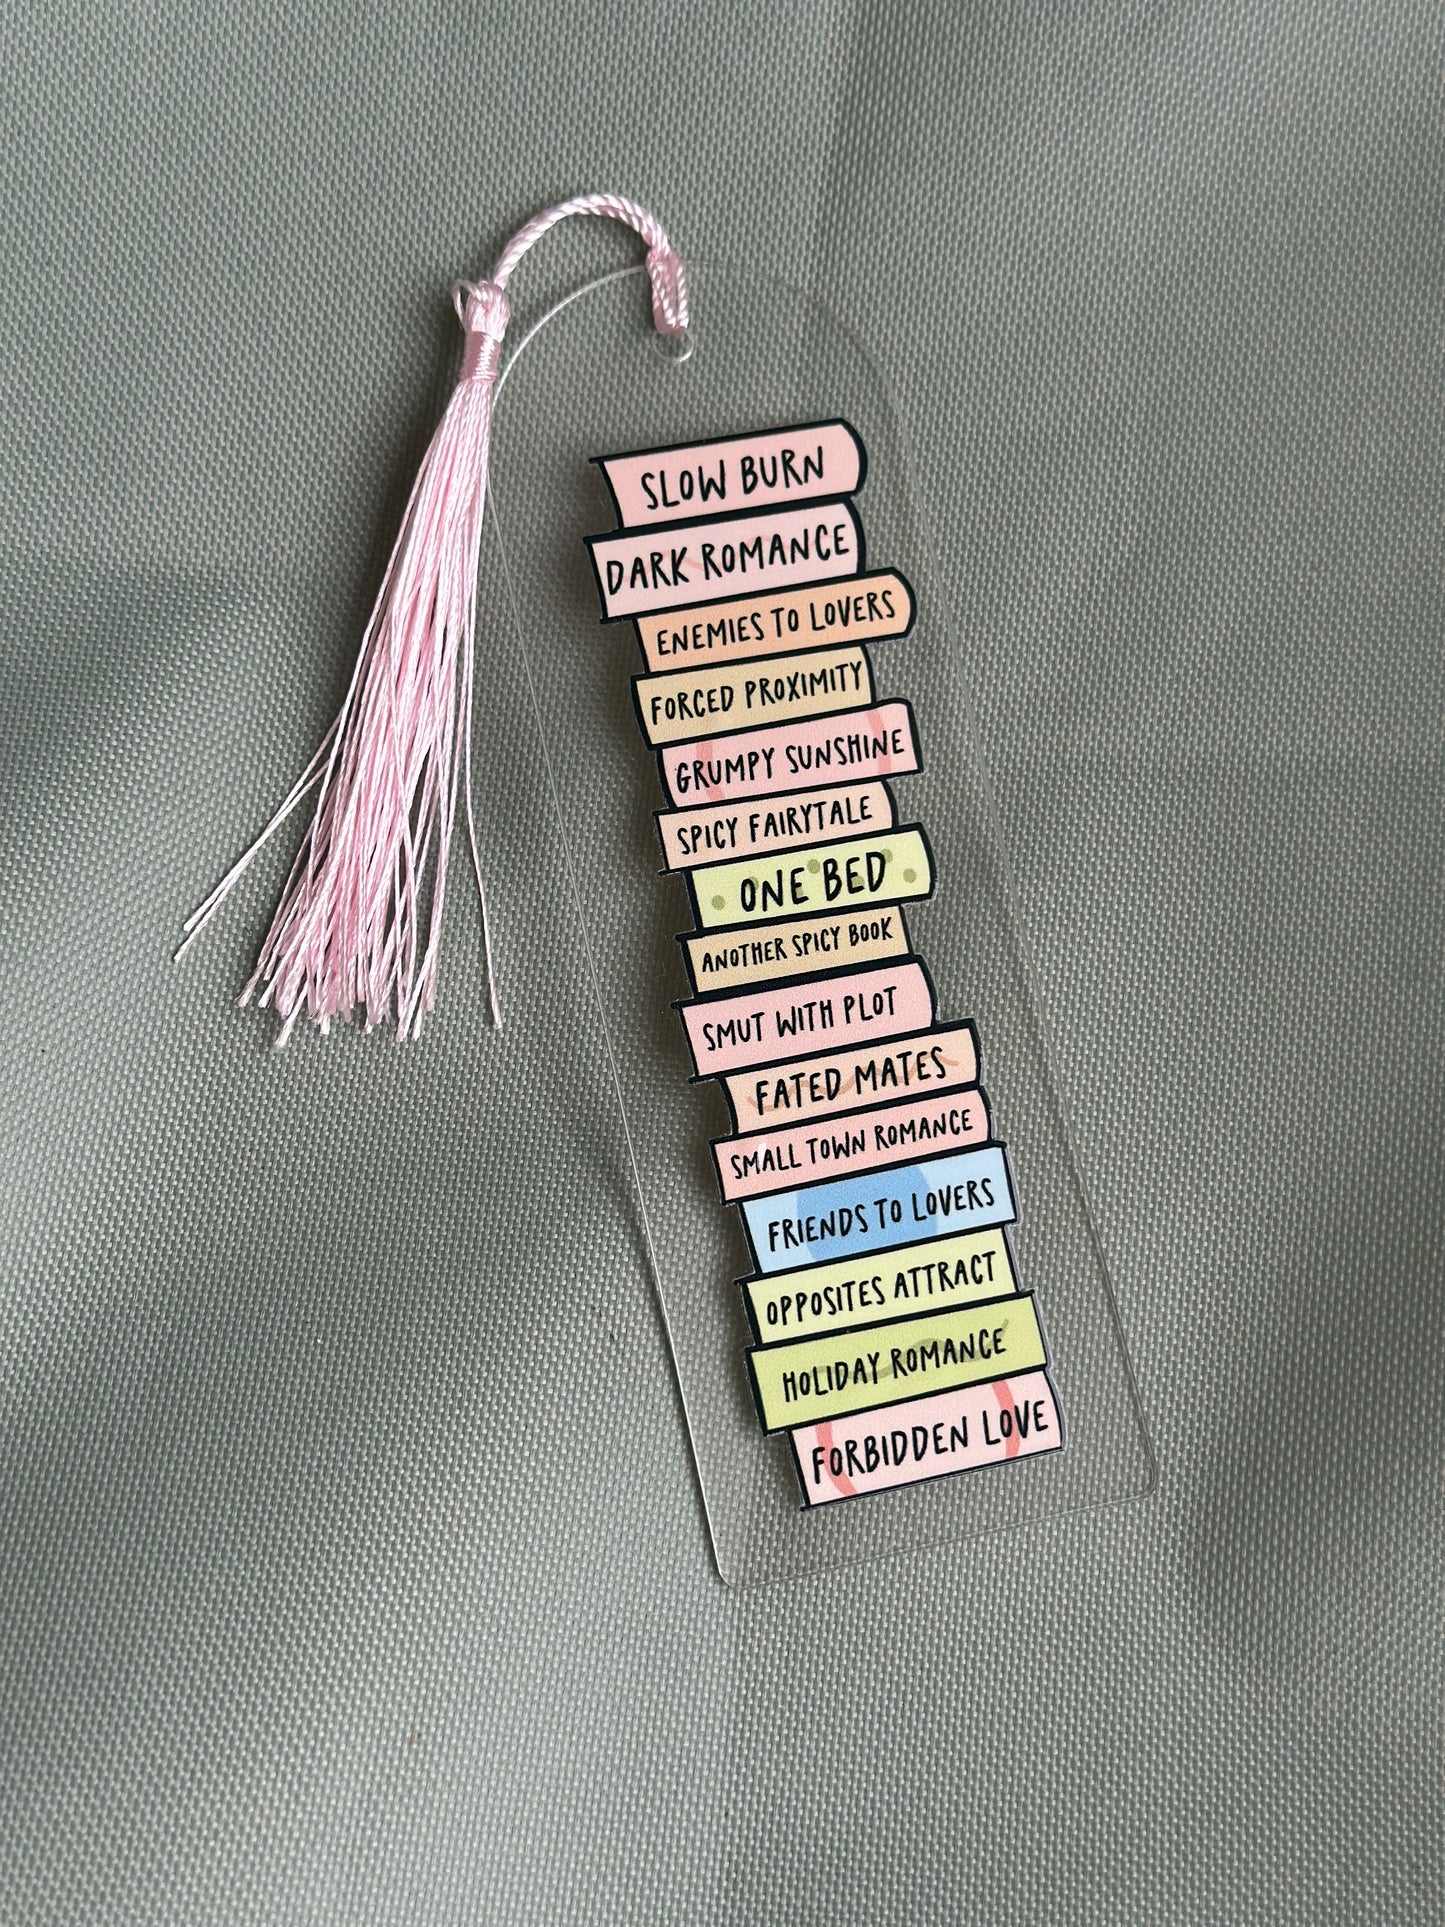 SLOW BURN
DARK ROMANCE
ENEMIES TO LOVERS
FORCED PROXIMITY
GRUMPY SUNSHINE
SPICY FAIRYTALE
ONE BED
ANOTHER SPICY BOOK
SMUT WITH PLOT
FATED MATES
SMALL TOWN ROMANCE
FRIENDS TO LOVERS
OPPOSITES ATTRACT
HOLIDAY ROMANCE
FORBIDDEN LOVE